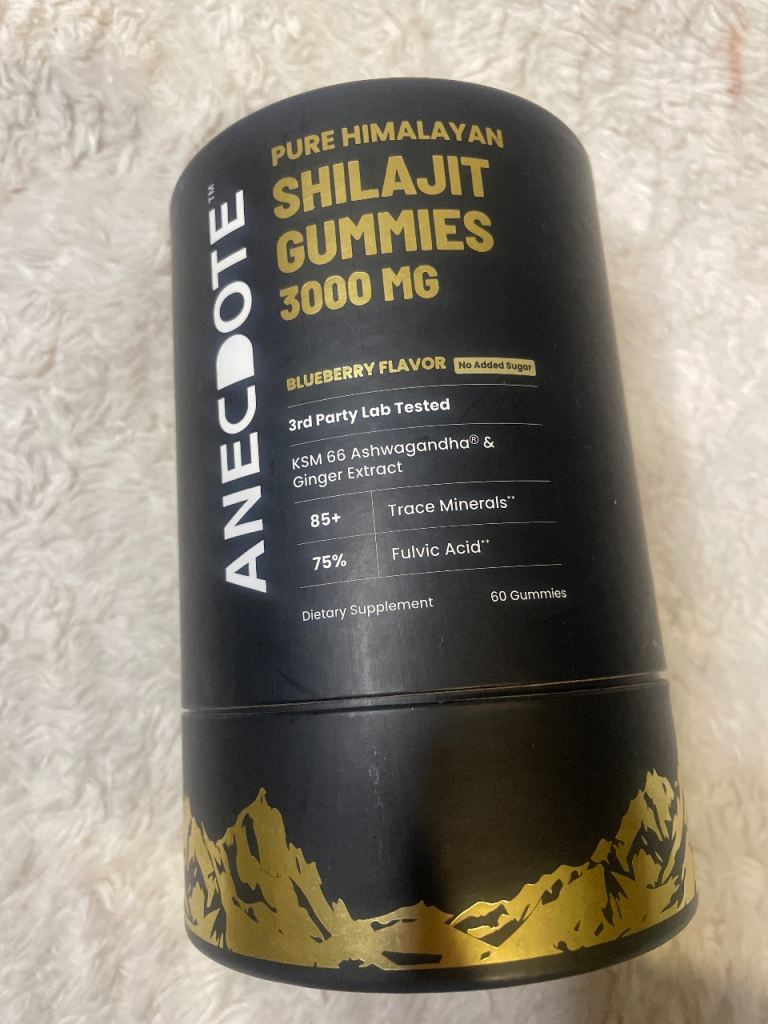 ANECDOTE™
PURE HIMALAYAN
SHILAJIT
GUMMIES
3000 MG
BLUEBERRY FLAVOR No Added Sugar
3rd Party Lab Tested
KSM 66 Ashwagandha® &
Ginger Extract
85+ Trace Minerals**
75% Fulvic Acid**
Dietary Supplement 60 Gummies